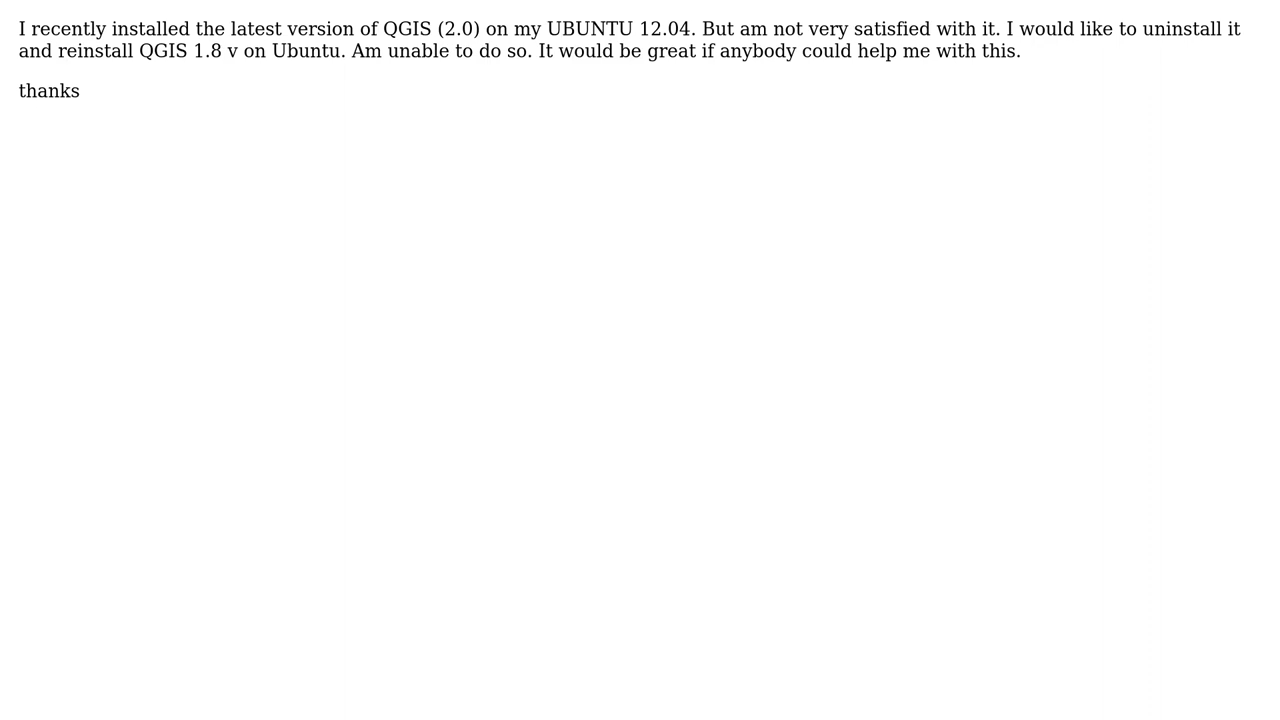 I recently installed the latest version of QGIS (2.0) on my UBUNTU 12.04. But am not very satisfied with it. I would like to uninstall it
and reinstall QGIS 1.8 v on Ubuntu. Am unable to do so. It would be great if anybody could help me with this.
thanks